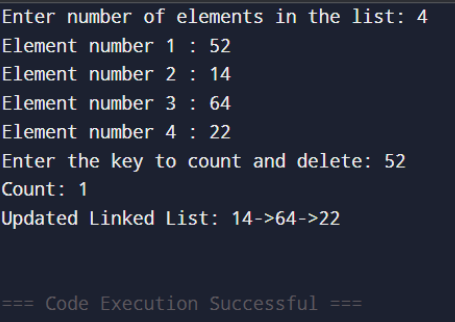 Enter number of elements in the list: 4
Element number 1 : 52
Element number 2 : 14
Element number 3 : 64
Element number 4 : 22
Enter the key to count and delete: 52
Count: 1
Updated Linked List: 14->64->22
=== Code Execution Successful ===